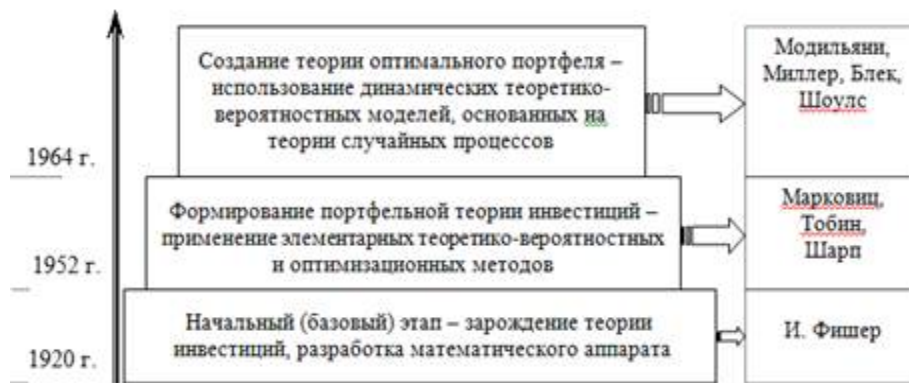 Создание теории оптимального портфеля –
использование динамических теоретико-
вероятностных моделей, основанных на
теории случайных процессов
Модильяни,
Миллер, Блек,
Шоулс
1964 г.
Формирование портфельной теории инвестиций –
применение элементарных теоретико-вероятностных
и оптимизационных методов
Марковиц,
Тобин,
Шарп
1952 г.
Начальный (базовый) этап – зарождение теории
инвестиций, разработка математического аппарата
И. Фишер
1920 г.